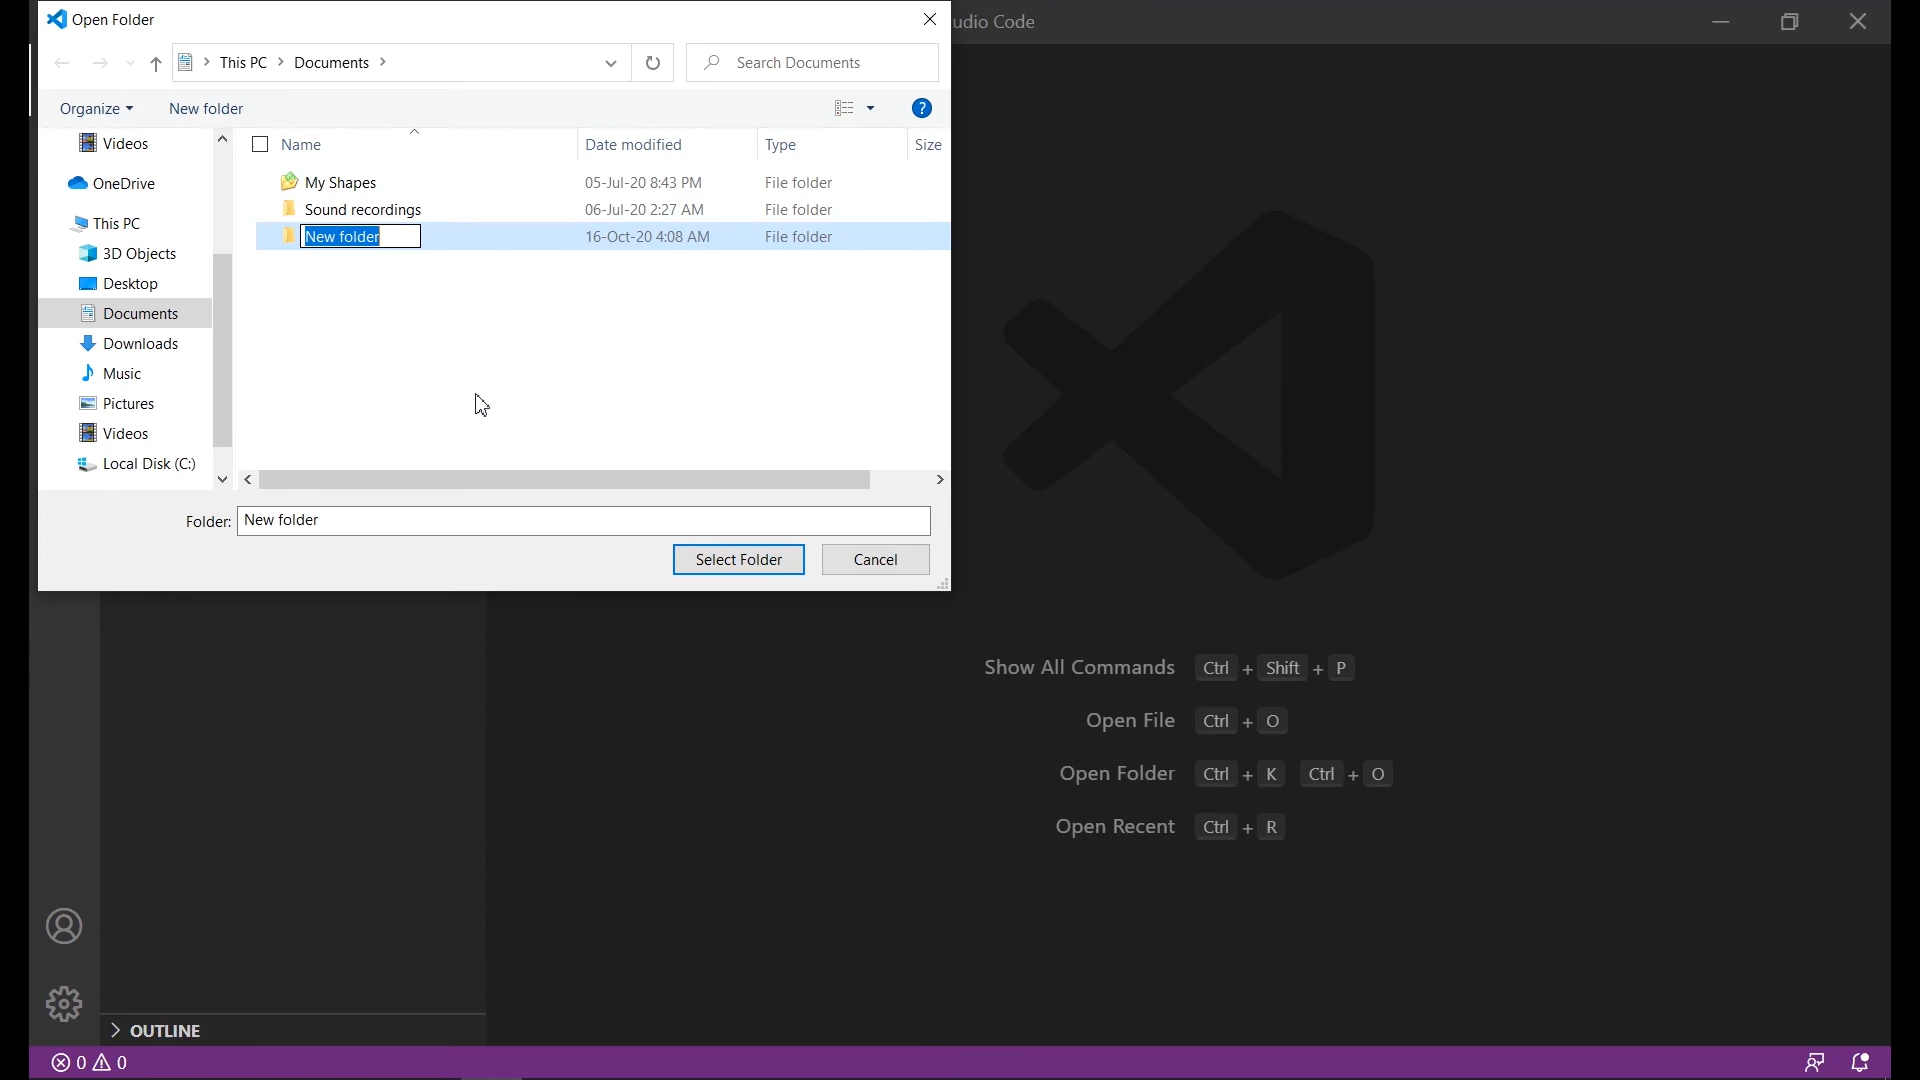 Open Folder
udio Code
This PC
Documents
Search Documents
Organize
New folder
?
Videos
OneDrive
This PC
3D Objects
Desktop
Documents
Downloads
Music
Pictures
Videos
Local Disk (C:)
Name Date modified Type Size
My Shapes 05-Jul-20 8:43 PM File folder
Sound recordings 06-Jul-20 2:27 AM File folder
New folder 16-Oct-20 4:08 AM File folder
Folder: New folder
Select Folder Cancel
Show All Commands Ctrl + Shift + P
Open File Ctrl + O
Open Folder Ctrl + K Ctrl + O
Open Recent Ctrl + R
OUTLINE
0 0